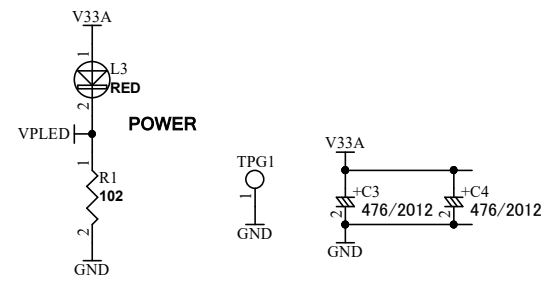 V33A
1
L3
RED
2
VPLED
POWER
1
R1
102
2
GND
TPG1
1
GND
V33A
+C3
476/2012
2
GND
+C4
476/2012
2